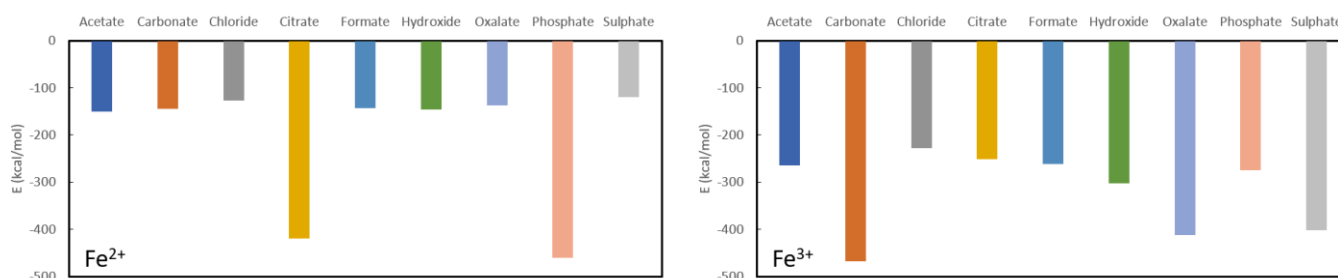 Acetate Carbonate Chloride Citrate Formate Hydroxide Oxalate Phosphate Sulphate
0
-100
-200
-300
-400
-500
E (kcal/mol)
Fe²⁺
Acetate Carbonate Chloride Citrate Formate Hydroxide Oxalate Phosphate Sulphate
0
-100
-200
-300
-400
-500
E (kcal/mol)
Fe³⁺